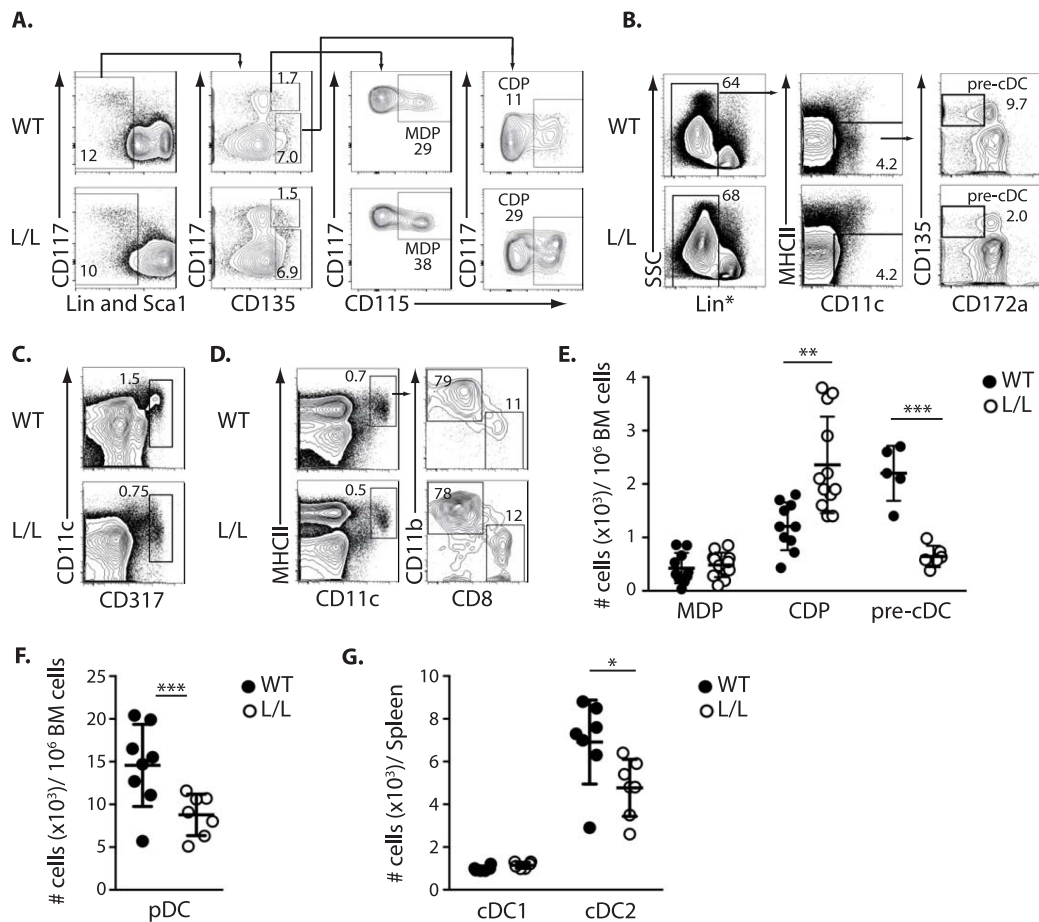 A.
WT
CD117
12
CD117
1.7
7.0
CD117
MDP
29
CD117
CDP
11
L/L
10
1.5
6.9
MDP
38
CDP
29
Lin and Sca1
CD135
CD115
B.
WT
SSC
64
MHCII
4.2
CD135
pre-cDC
9.7
L/L
68
4.2
pre-cDC
2.0
Lin*
CD11c
CD172a
C.
WT
CD11c
1.5
L/L
0.75
CD317
D.
WT
MHCII
0.7
CD11b
79
11
L/L
0.5
78
12
CD11c
CD8
E.
# cells (x10³)/ 10⁶ BM cells
4
3
2
1
0
**
***
WT
L/L
MDP
CDP
pre-cDC
F.
# cells (x10³)/ 10⁶ BM cells
25
20
15
10
5
0
***
WT
L/L
pDC
G.
# cells (x10³)/ Spleen
10
8
6
4
2
0
*
WT
L/L
cDC1
cDC2